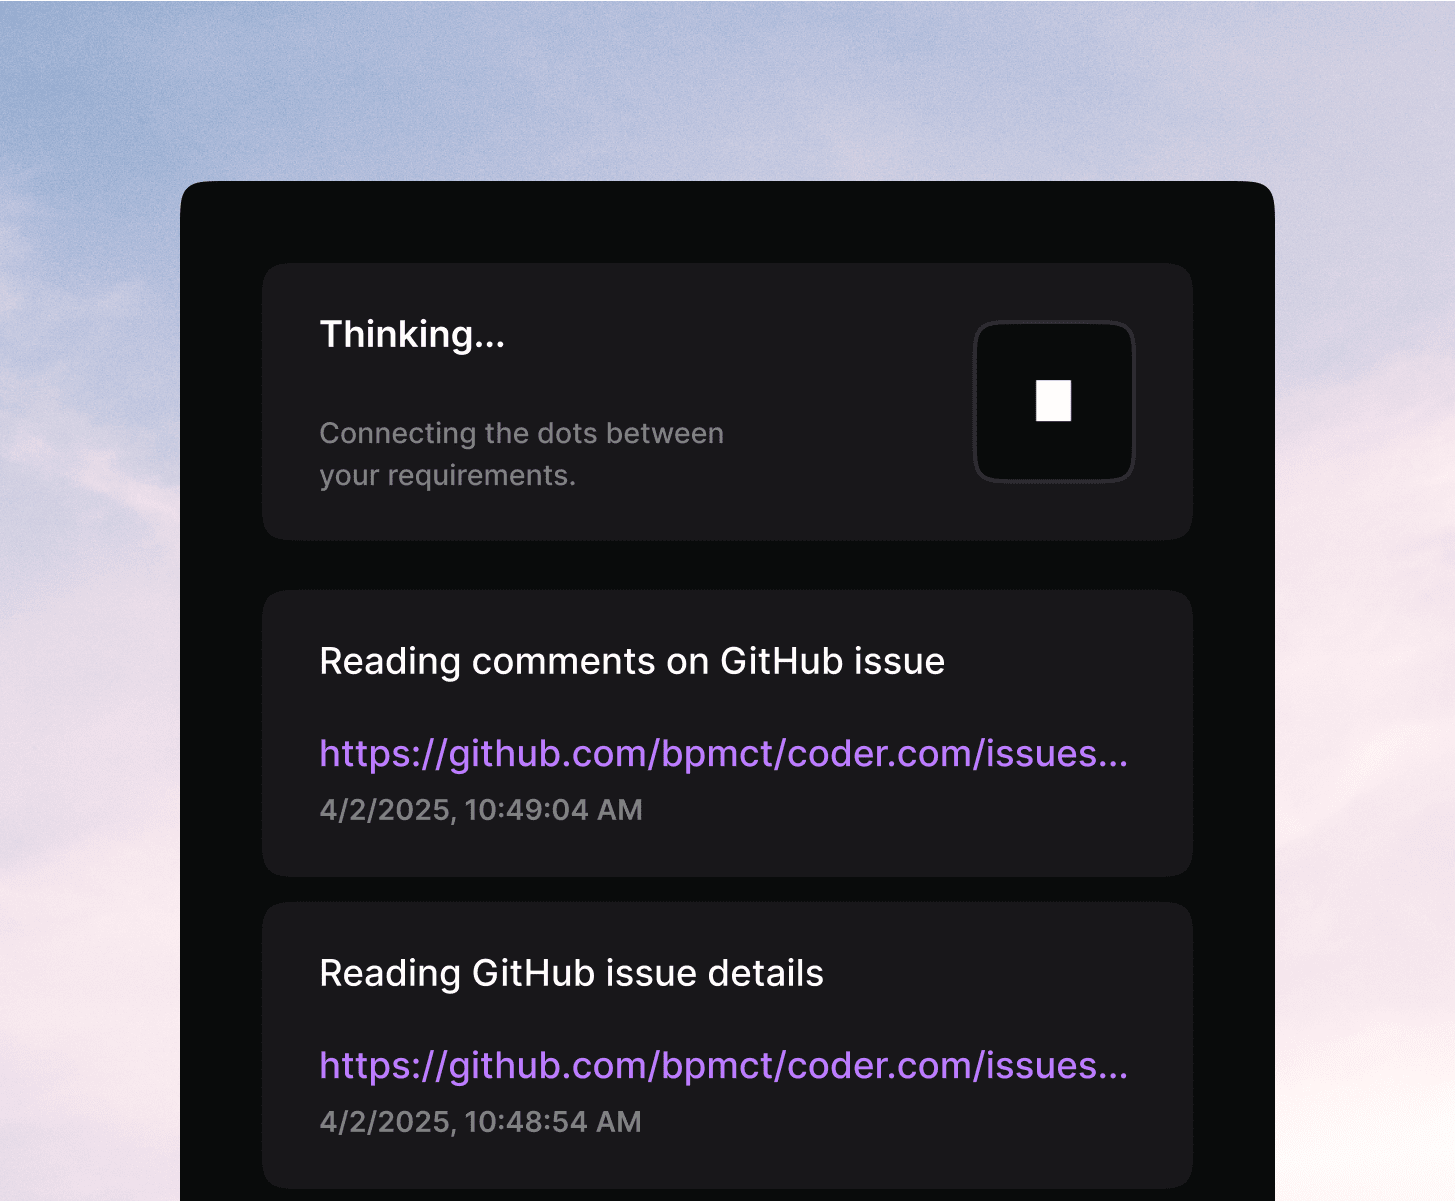 Thinking...
Connecting the dots between
your requirements.
Reading comments on GitHub issue
https://github.com/bpmct/coder.com/issues...
4/2/2025, 10:49:04 AM
Reading GitHub issue details
https://github.com/bpmct/coder.com/issues...
4/2/2025, 10:48:54 AM